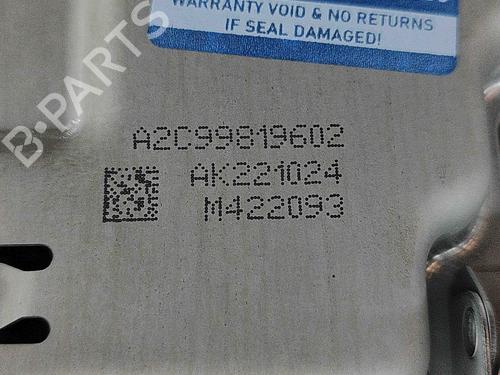 WARRANTY VOID & NO RETURNS
IF SEAL DAMAGED!
B-PARTS
A2C99819602
AK221024
M422093